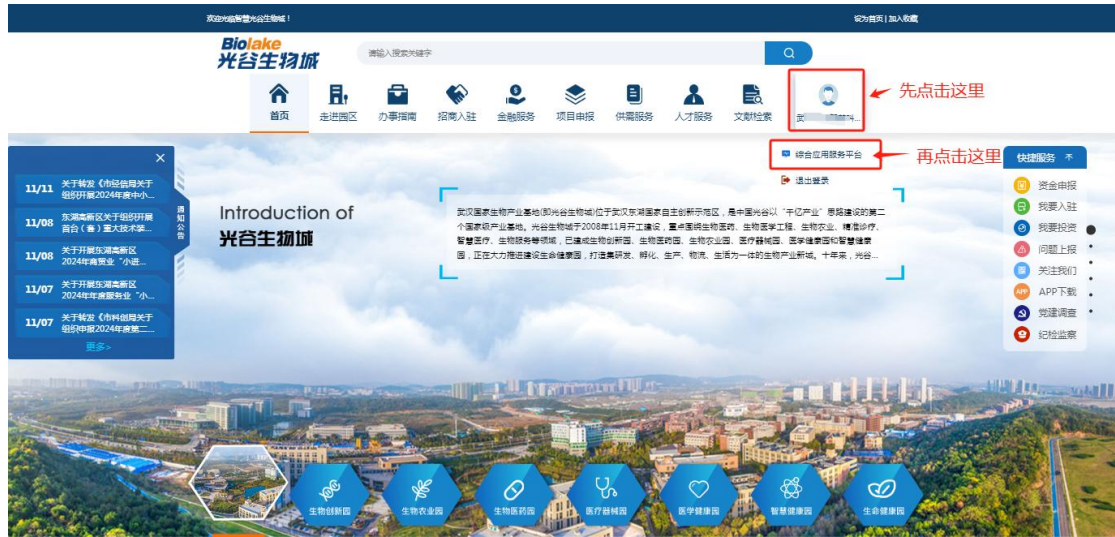 欢迎光临智慧光谷生物城！
设为首页 | 加入收藏
Biolake
光谷生物城
请输入搜索关键字
首页
走进园区
办事指南
招商入驻
金融服务
项目申报
供需服务
人才服务
文献检索
武
先点击这里
综合应用服务平台
再点击这里
退出登录
通知公告
11/11 关于转发《市经信局关于
组织开展2024年度中小...
11/08 东湖高新区关于组织开展
首台（套）重大技术装...
11/08 关于开展东湖高新区
2024年商贸业“小进...
11/07 关于开展东湖高新区
2024年年度服务业“小...
11/07 关于转发《市科创局关于
组织申报2024年度第二...
更多>
Introduction of
光谷生物城
武汉国家生物产业基地(即光谷生物城)位于武汉东湖国家自主创新示范区，是中国光谷以“千亿产业”思路建设的第二
个国家级产业基地。光谷生物城于2008年11月开工建设，重点围绕生物医药、生物医学工程、生物农业、精准诊疗、
智慧医疗、生物服务等领域，已建成生物创新园、生物医药园、生物农业园、医疗器械园、医学健康园和智慧健康
园，正在大力推进建设生命健康园，打造集研发、孵化、生产、物流、生活为一体的生物产业新城。十年来，光谷...
快捷服务
资金申报
我要入驻
我要投资
问题上报
关注我们
APP
APP下载
党建调查
纪检监察
生物创新园
生物农业园
生物医药园
医疗器械园
医学健康园
智慧健康园
生命健康园